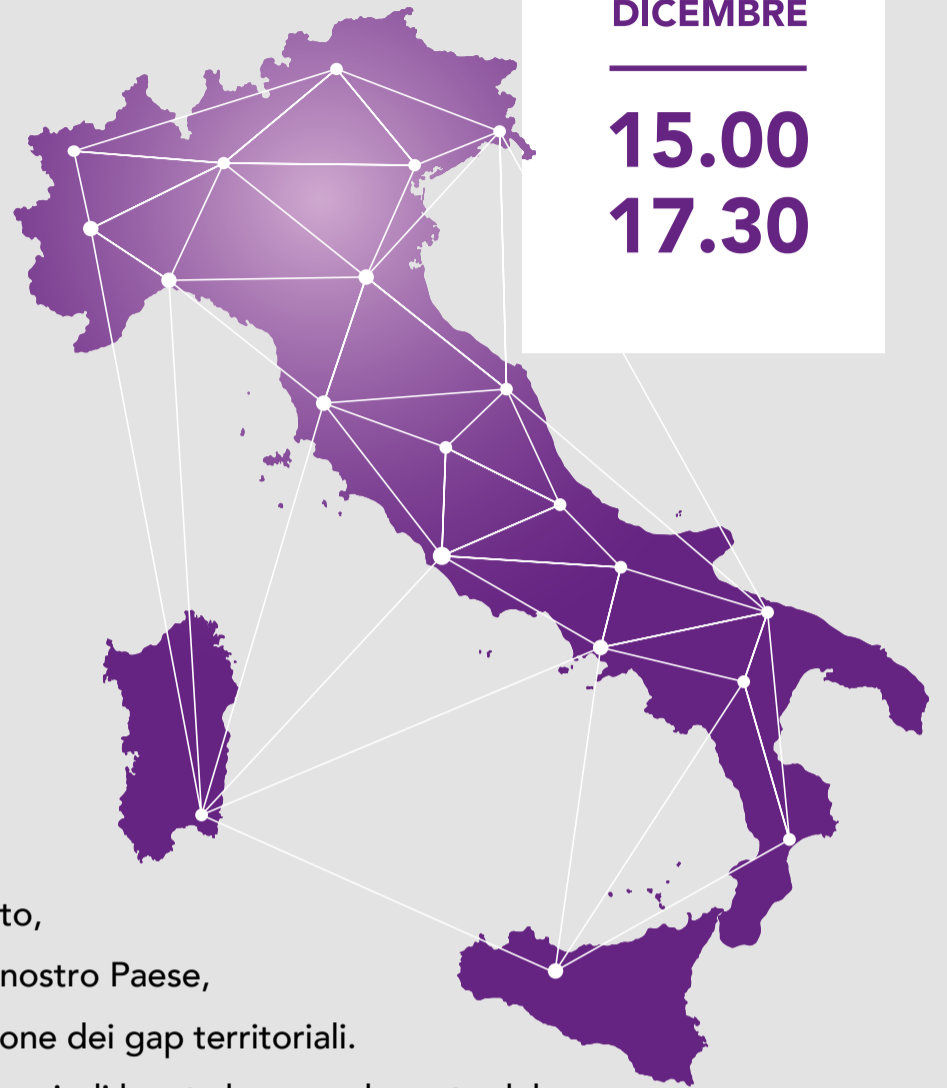 DICEMBRE
15.00
17.30
to,
nostro Paese,
one dei gap territoriali.